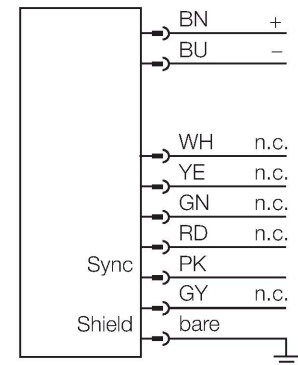 BN +
BU −
WH n.c.
YE n.c.
GN n.c.
RD n.c.
Sync PK
GY n.c.
Shield bare